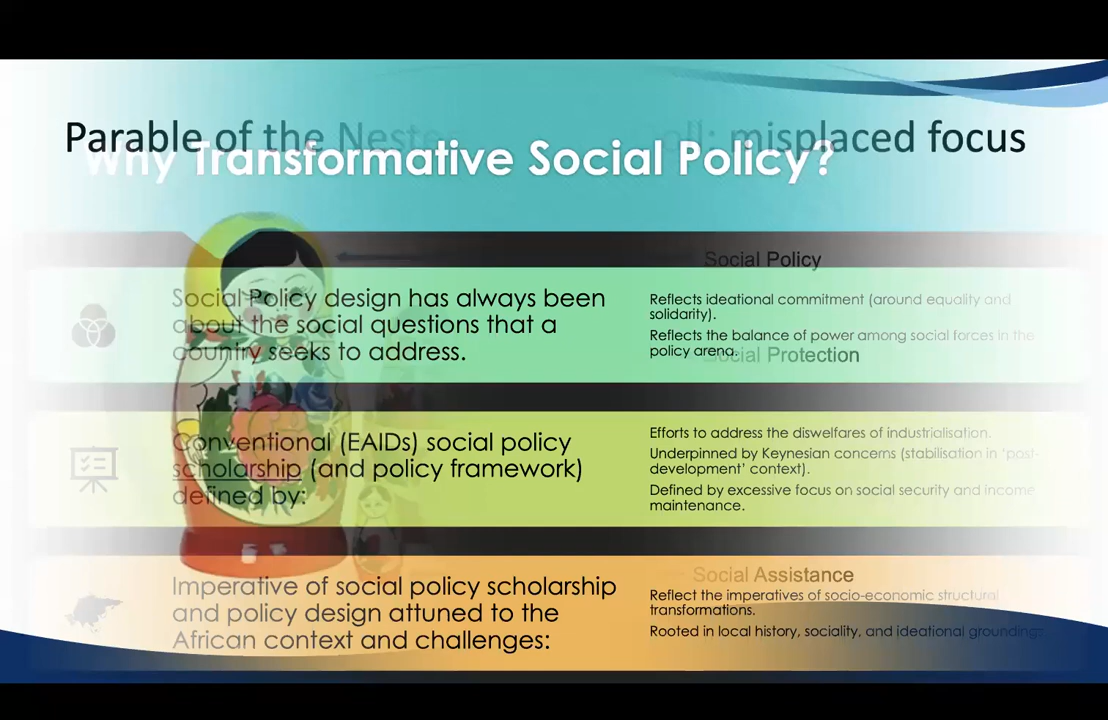 Parable of the Nested Doll: misplaced focus
Why Transformative Social Policy?
Social Policy
Social Policy design has always been
about the social questions that a
country seeks to address.
Reflects ideational commitment (around equality and
solidarity).
Reflects the balance of power among social forces in the
policy arena.
Social Protection
Conventional (EAIDs) social policy
scholarship (and policy framework)
defined by:
Efforts to address the diswelfares of industrialisation.
Underpinned by Keynesian concerns (stabilisation in 'post-
development' context).
Defined by excessive focus on social security and income
maintenance.
Social Assistance
Imperative of social policy scholarship
and policy design attuned to the
African context and challenges:
Reflect the imperatives of socio-economic structural
transformations.
Rooted in local history, sociality, and ideational groundings.